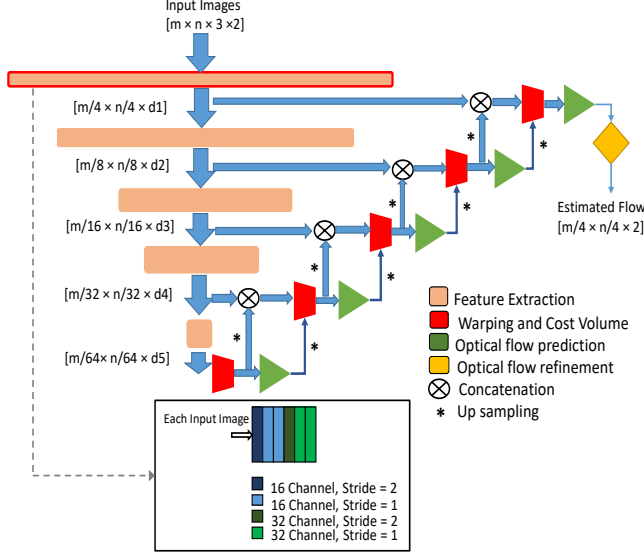 Input Images
[m × n × 3 ×2]
[m/4 × n/4 × d1]
[m/8 × n/8 × d2]
[m/16 × n/16 × d3]
[m/32 × n/32 × d4]
[m/64× n/64 × d5]
*
*
*
*
*
*
*
*
Estimated Flow
[m/4 × n/4 × 2]
Feature Extraction
Warping and Cost Volume
Optical flow prediction
Optical flow refinement
Concatenation
* Up sampling
Each Input Image
16 Channel, Stride = 2
16 Channel, Stride = 1
32 Channel, Stride = 2
32 Channel, Stride = 1